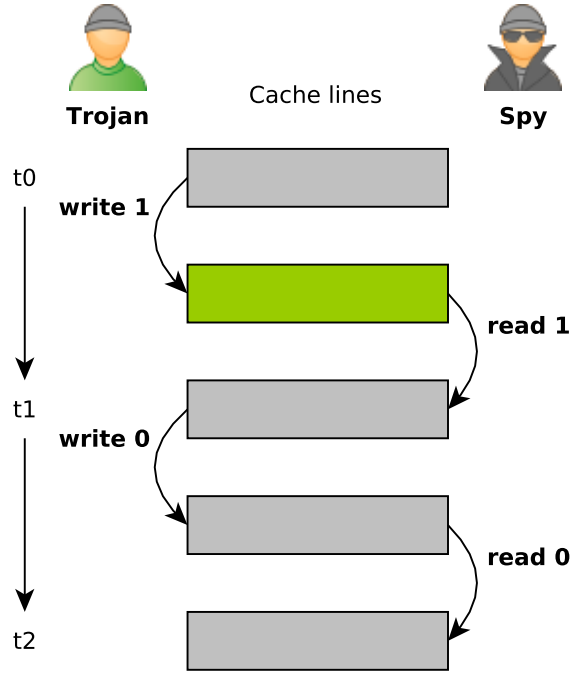 Cache lines
Trojan
Spy
t0
write 1
read 1
t1
write 0
read 0
t2